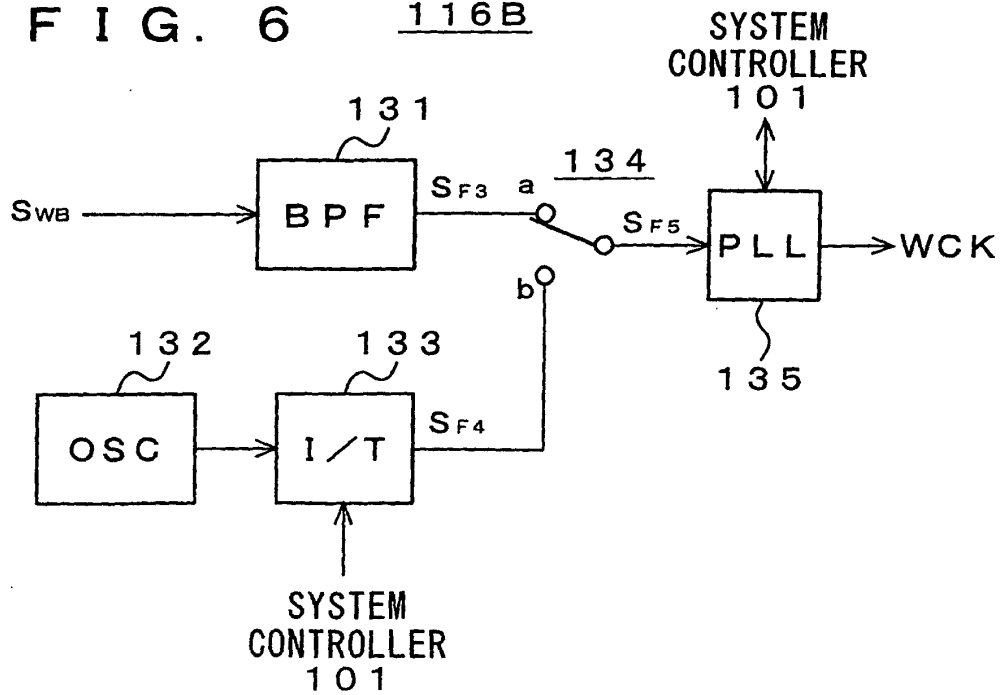 FIG. 6
116B
SYSTEM
CONTROLLER
101
131
134
SWB
BPF
SF3
a
SF5
PLL
WCK
b
132
133
135
OSC
I/T
SF4
SYSTEM
CONTROLLER
101